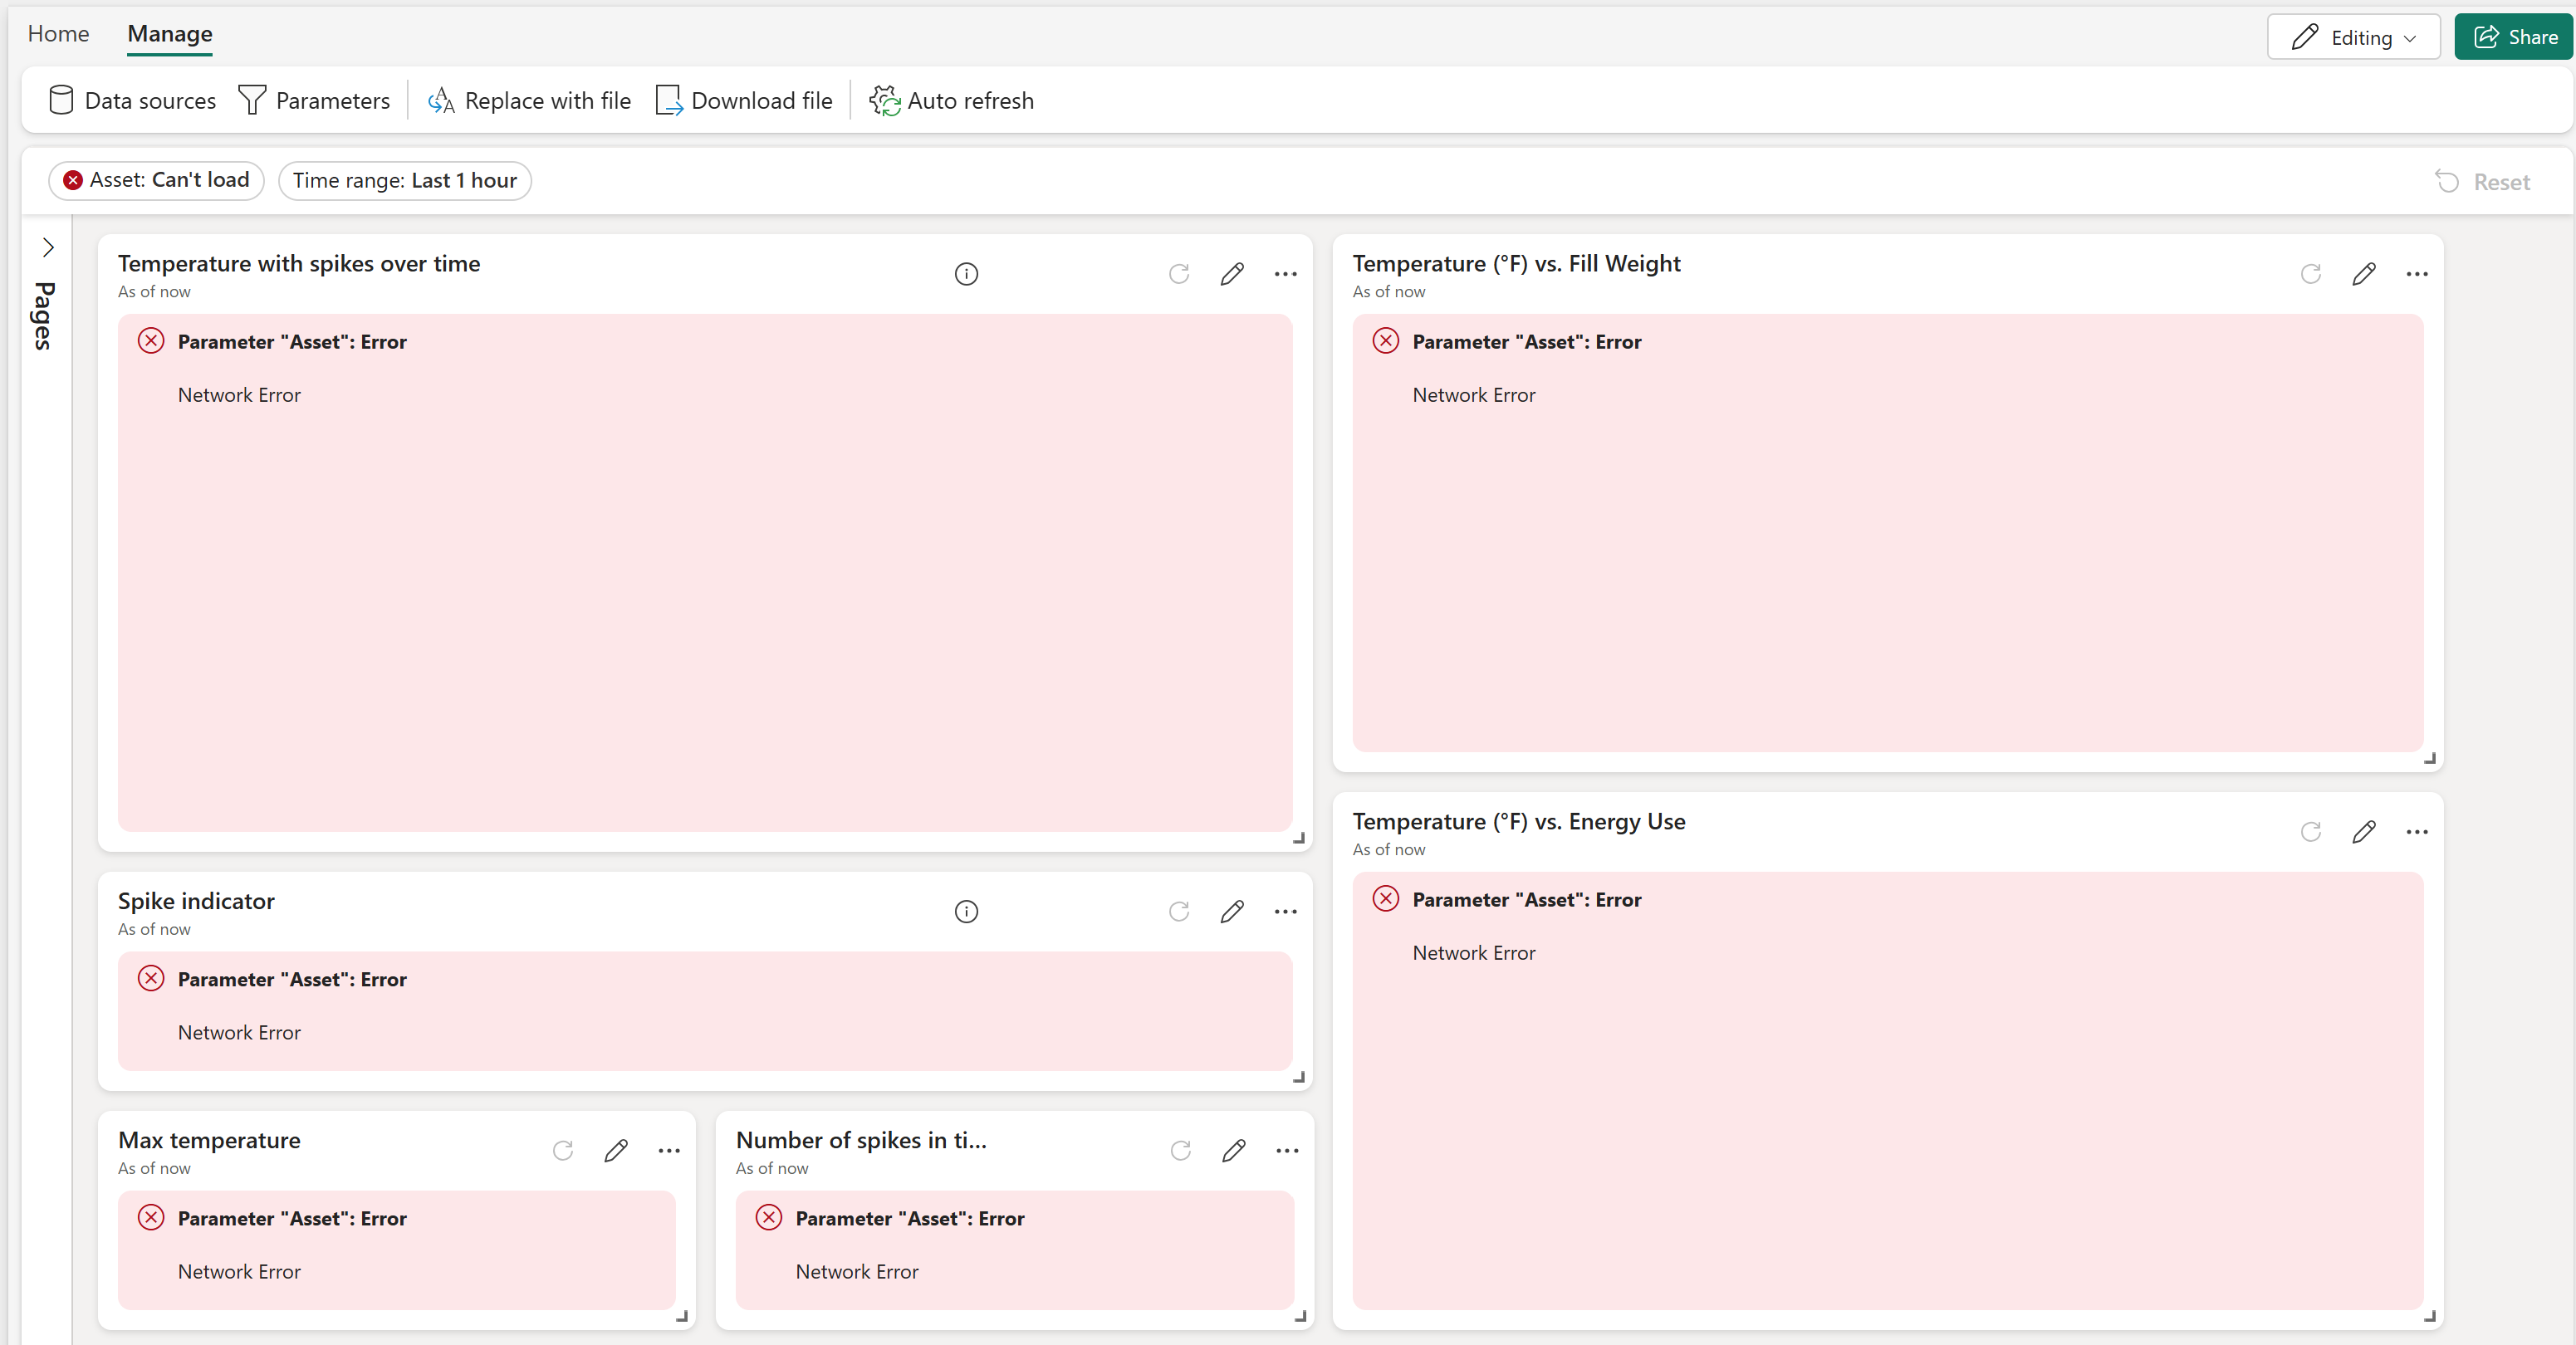 Home
Manage
Editing
Share
Data sources
Parameters
Replace with file
Download file
Auto refresh
Asset: Can't load
Time range: Last 1 hour
Reset
Pages
Temperature with spikes over time
As of now
Parameter "Asset": Error
Network Error
Temperature (°F) vs. Fill Weight
As of now
Parameter "Asset": Error
Network Error
Spike indicator
As of now
Parameter "Asset": Error
Network Error
Temperature (°F) vs. Energy Use
As of now
Parameter "Asset": Error
Network Error
Max temperature
As of now
Parameter "Asset": Error
Network Error
Number of spikes in ti...
As of now
Parameter "Asset": Error
Network Error